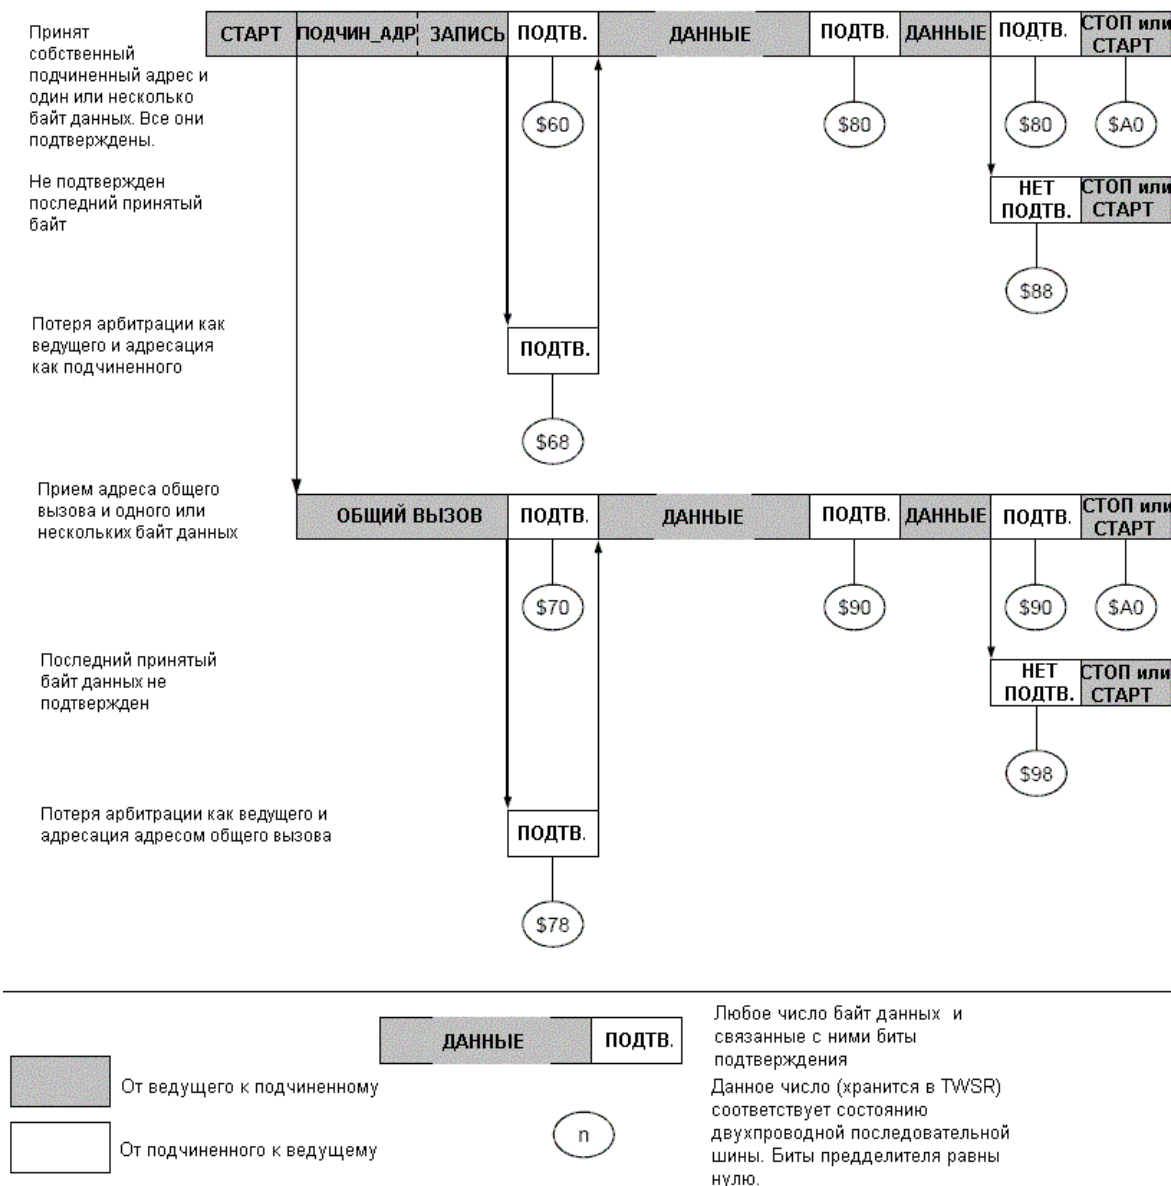 Принят
собственный
подчиненный адрес и
один или несколько
байт данных. Все они
подтверждены.
СТАРТ ПОДЧИН_АДР ЗАПИСЬ ПОДТВ. ДАННЫЕ ПОДТВ. ДАННЫЕ ПОДТВ. СТОП или
СТАРТ
$60 $80 $80 $A0
Не подтвержден
последний принятый
байт
НЕТ
ПОДТВ.
СТОП или
СТАРТ
$88
Потеря арбитрации как
ведущего и адресация
как подчиненного
ПОДТВ.
$68
Прием адреса общего
вызова и одного или
нескольких байт данных
ОБЩИЙ ВЫЗОВ ПОДТВ. ДАННЫЕ ПОДТВ. ДАННЫЕ ПОДТВ. СТОП или
СТАРТ
$70 $90 $90 $A0
Последний принятый
байт данных не
подтвержден
НЕТ
ПОДТВ.
СТОП или
СТАРТ
$98
Потеря арбитрации как ведущего и
адресация адресом общего вызова
ПОДТВ.
$78
От ведущего к подчиненному
От подчиненного к ведущему
ДАННЫЕ ПОДТВ.
n
Любое число байт данных и
связанные с ними биты
подтверждения
Данное число (хранится в TWSR)
соответствует состоянию
двухпроводной последовательной
шины. Биты предделителя равны
нулю.